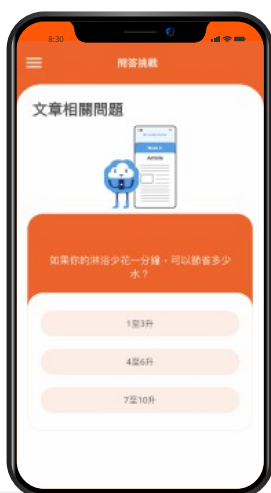 8:30
問答挑戰
文章相關問題
Article
如果你的淋浴少花一分鐘，可以節省多少
水？
1至3升
4至6升
7至10升